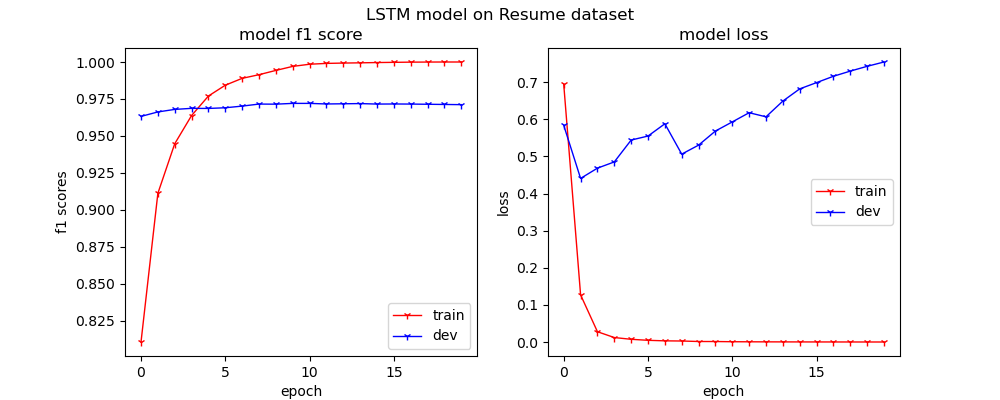 LSTM model on Resume dataset
model f1 score
1.000
0.975
0.950
0.925
0.900
0.875
0.850
0.825
f1 scores
0
5
10
15
epoch
train
dev
model loss
0.7
0.6
0.5
0.4
0.3
0.2
0.1
0.0
loss
0
5
10
15
epoch
train
dev